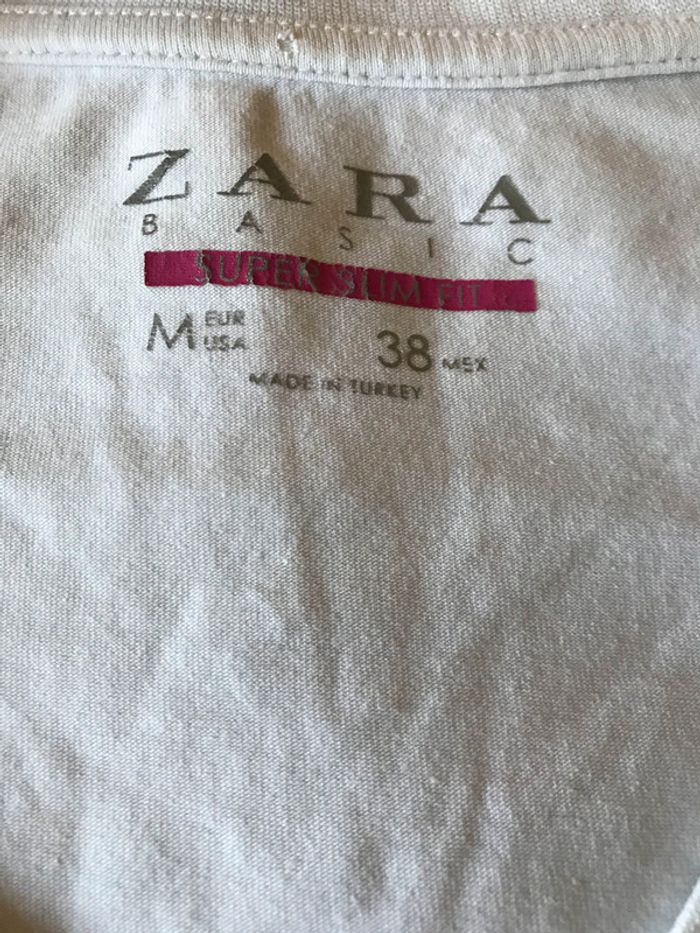 ZARA
BASIC
SUPER SLIM FIT
M EUR USA 38 MEX
MADE IN TURKEY